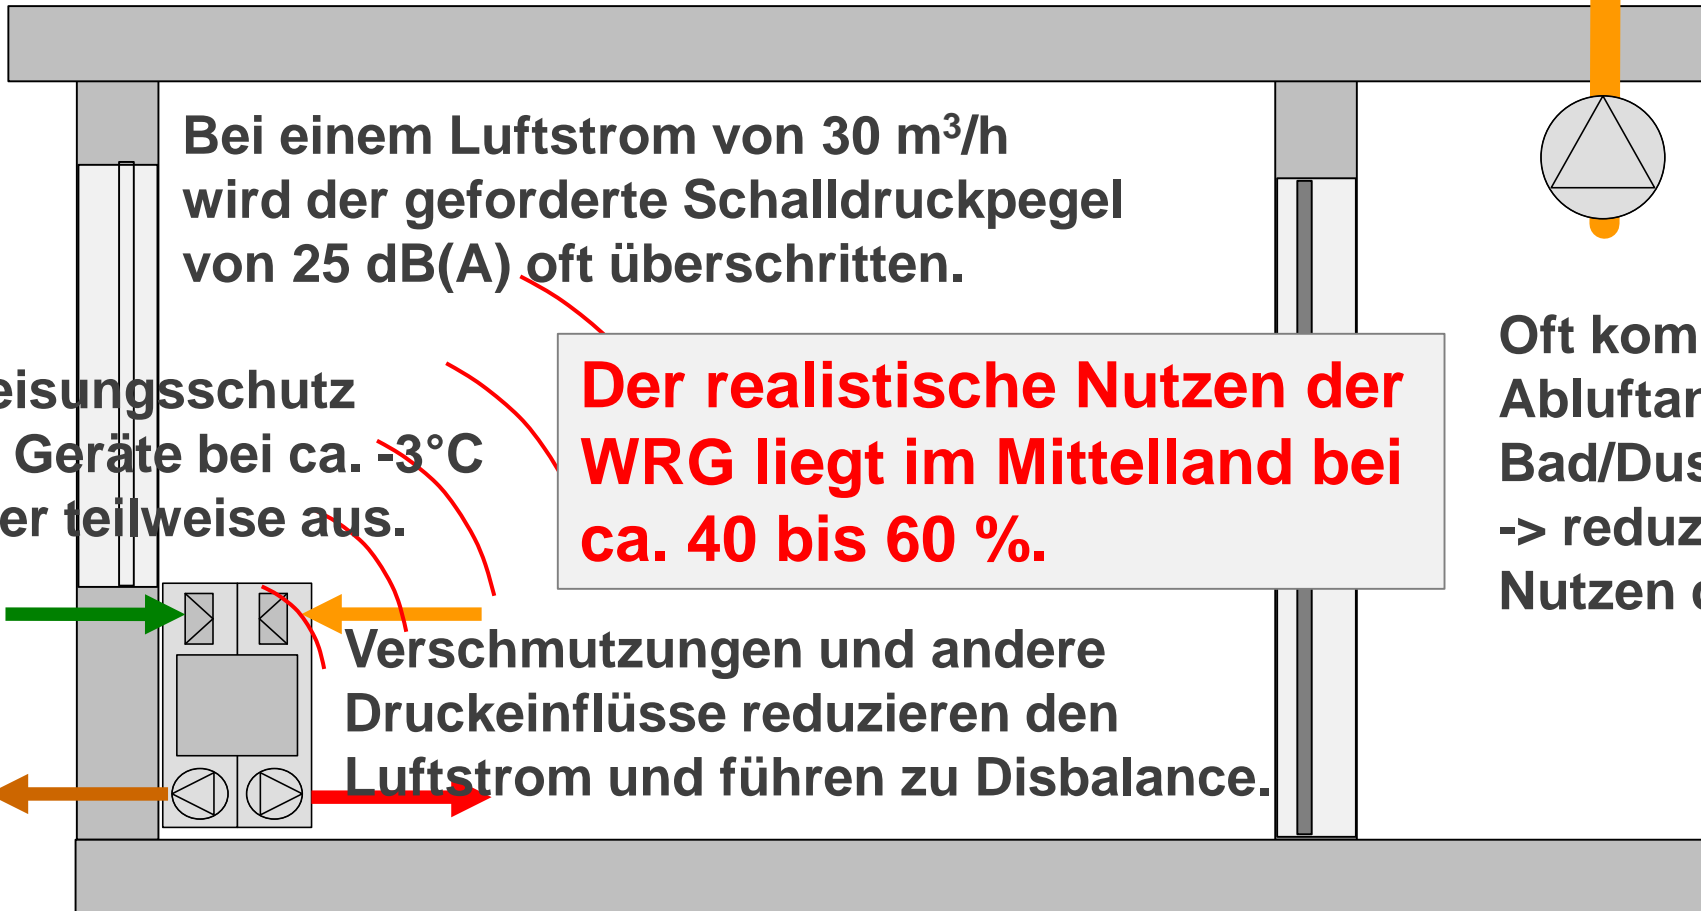 Bei einem Luftstrom von 30 m³/h
wird der geforderte Schalldruckpegel
von 25 dB(A) oft überschritten.
eisungsschutz
Geräte bei ca. -3°C
er teilweise aus.
Der realistische Nutzen der
WRG liegt im Mittelland bei
ca. 40 bis 60 %.
Verschmutzungen und andere
Druckeinflüsse reduzieren den
Luftstrom und führen zu Disbalance.
Oft kom
Abluftan
Bad/Dus
-> reduz
Nutzen